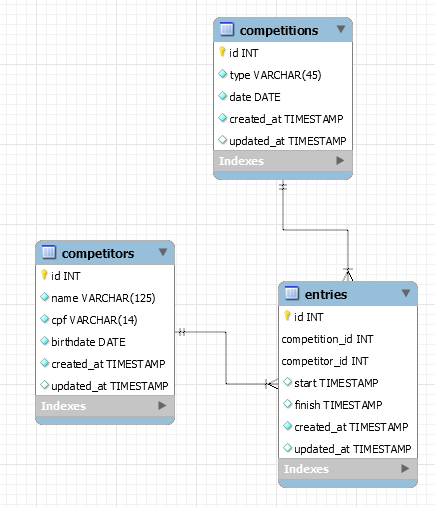 competitions
id INT
type VARCHAR(45)
date DATE
created_at TIMESTAMP
updated_at TIMESTAMP
Indexes
competitors
id INT
name VARCHAR(125)
cpf VARCHAR(14)
birthdate DATE
created_at TIMESTAMP
updated_at TIMESTAMP
Indexes
entries
id INT
competition_id INT
competitor_id INT
start TIMESTAMP
finish TIMESTAMP
created_at TIMESTAMP
updated_at TIMESTAMP
Indexes